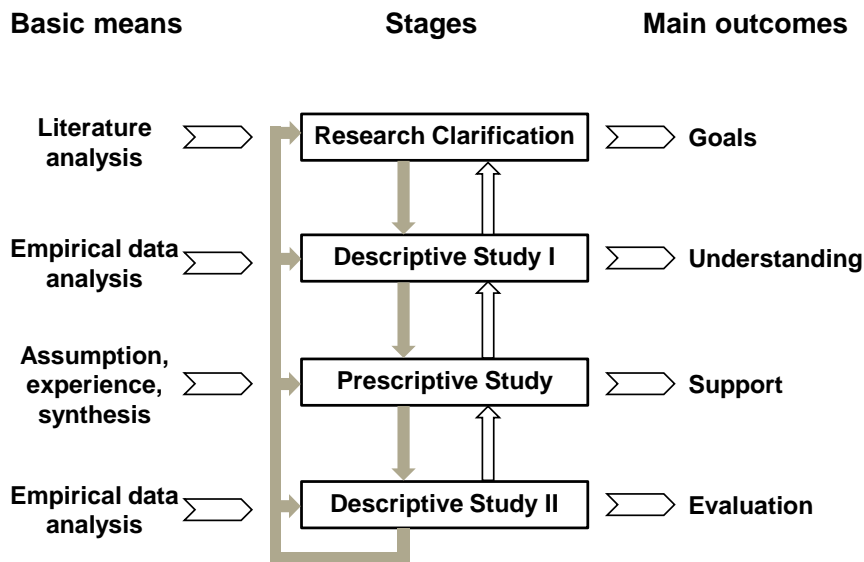 Basic means
Stages
Main outcomes
Literature
analysis
Research Clarification
Goals
Empirical data
analysis
Descriptive Study I
Understanding
Assumption,
experience,
synthesis
Prescriptive Study
Support
Empirical data
analysis
Descriptive Study II
Evaluation